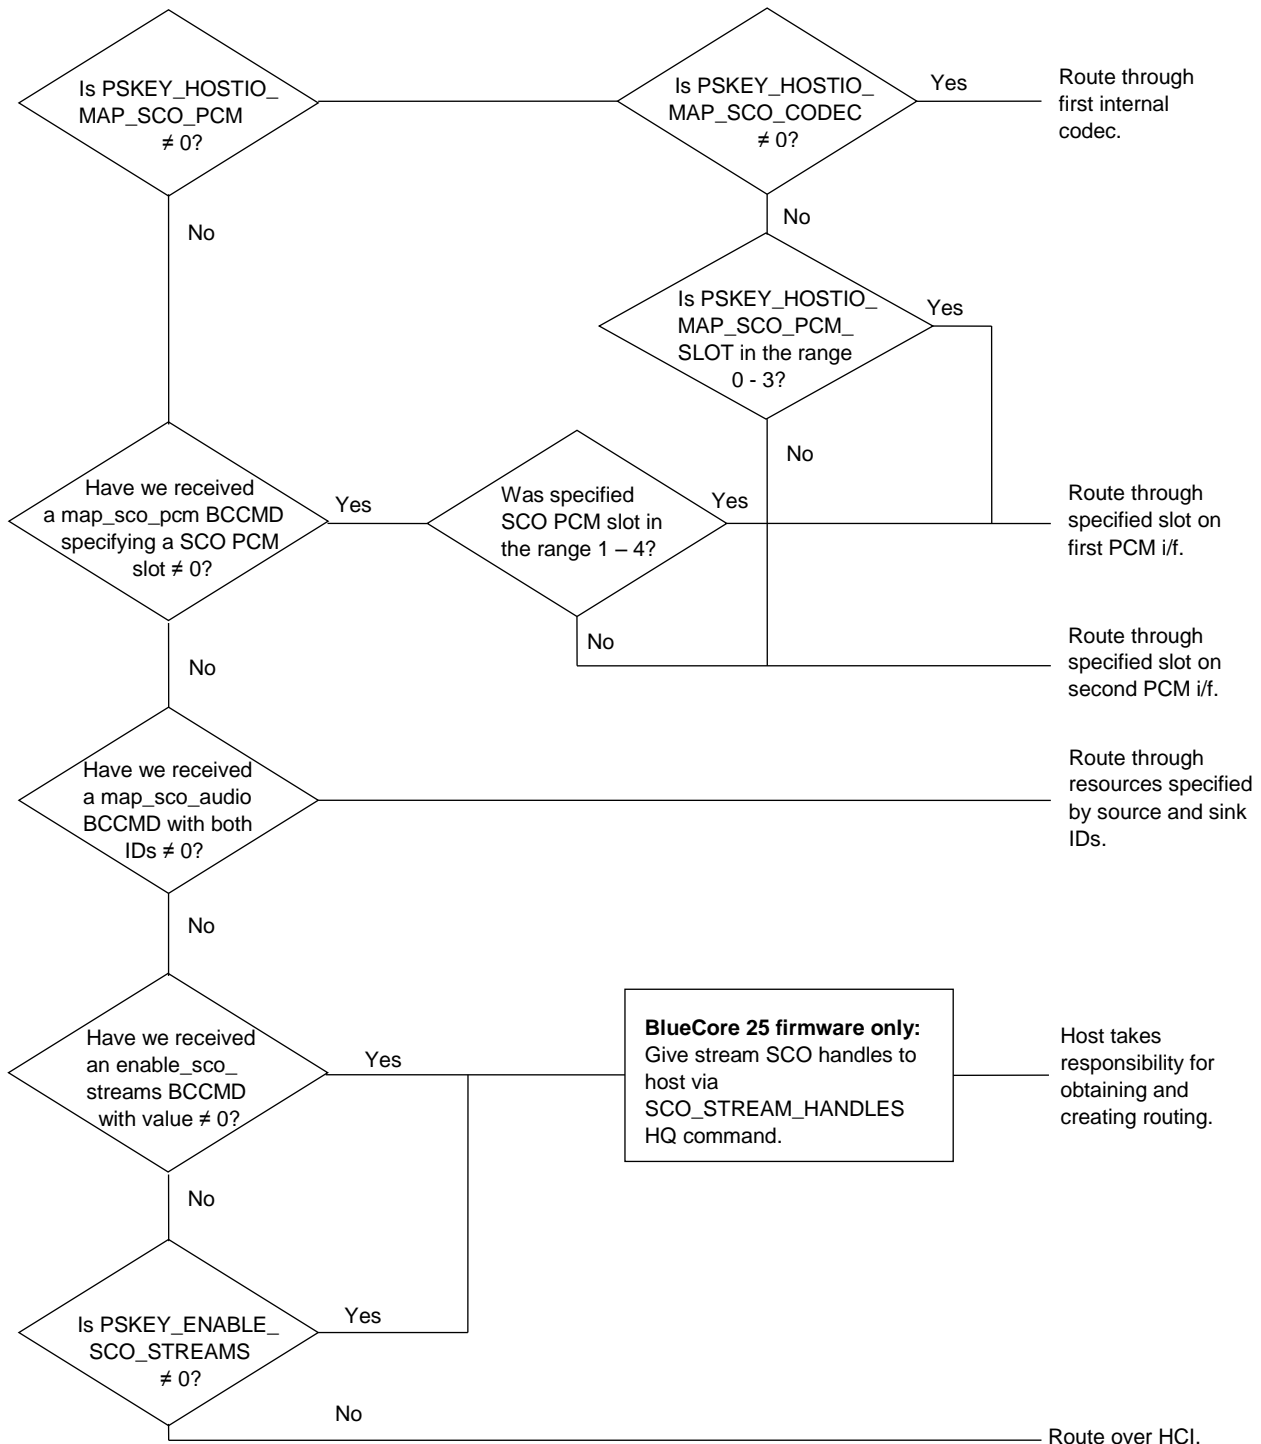 Is PSKEY_HOSTIO_
MAP_SCO_PCM
≠ 0?
Is PSKEY_HOSTIO_
MAP_SCO_CODEC
≠ 0?
Yes
Route through
first internal
codec.
No
No
Is PSKEY_HOSTIO_
MAP_SCO_PCM_
SLOT in the range
0 - 3?
Yes
No
Have we received
a map_sco_pcm BCCMD
specifying a SCO PCM
slot ≠ 0?
Yes
Was specified
SCO PCM slot in
the range 1 – 4?
Yes
Route through
specified slot on
first PCM i/f.
No
Route through
specified slot on
second PCM i/f.
No
Have we received
a map_sco_audio
BCCMD with both
IDs ≠ 0?
Route through
resources specified
by source and sink
IDs.
No
Have we received
an enable_sco_
streams BCCMD
with value ≠ 0?
Yes
BlueCore 25 firmware only:
Give stream SCO handles to
host via
SCO_STREAM_HANDLES
HQ command.
Host takes
responsibility for
obtaining and
creating routing.
No
Is PSKEY_ENABLE_
SCO_STREAMS
≠ 0?
Yes
No
Route over HCI.